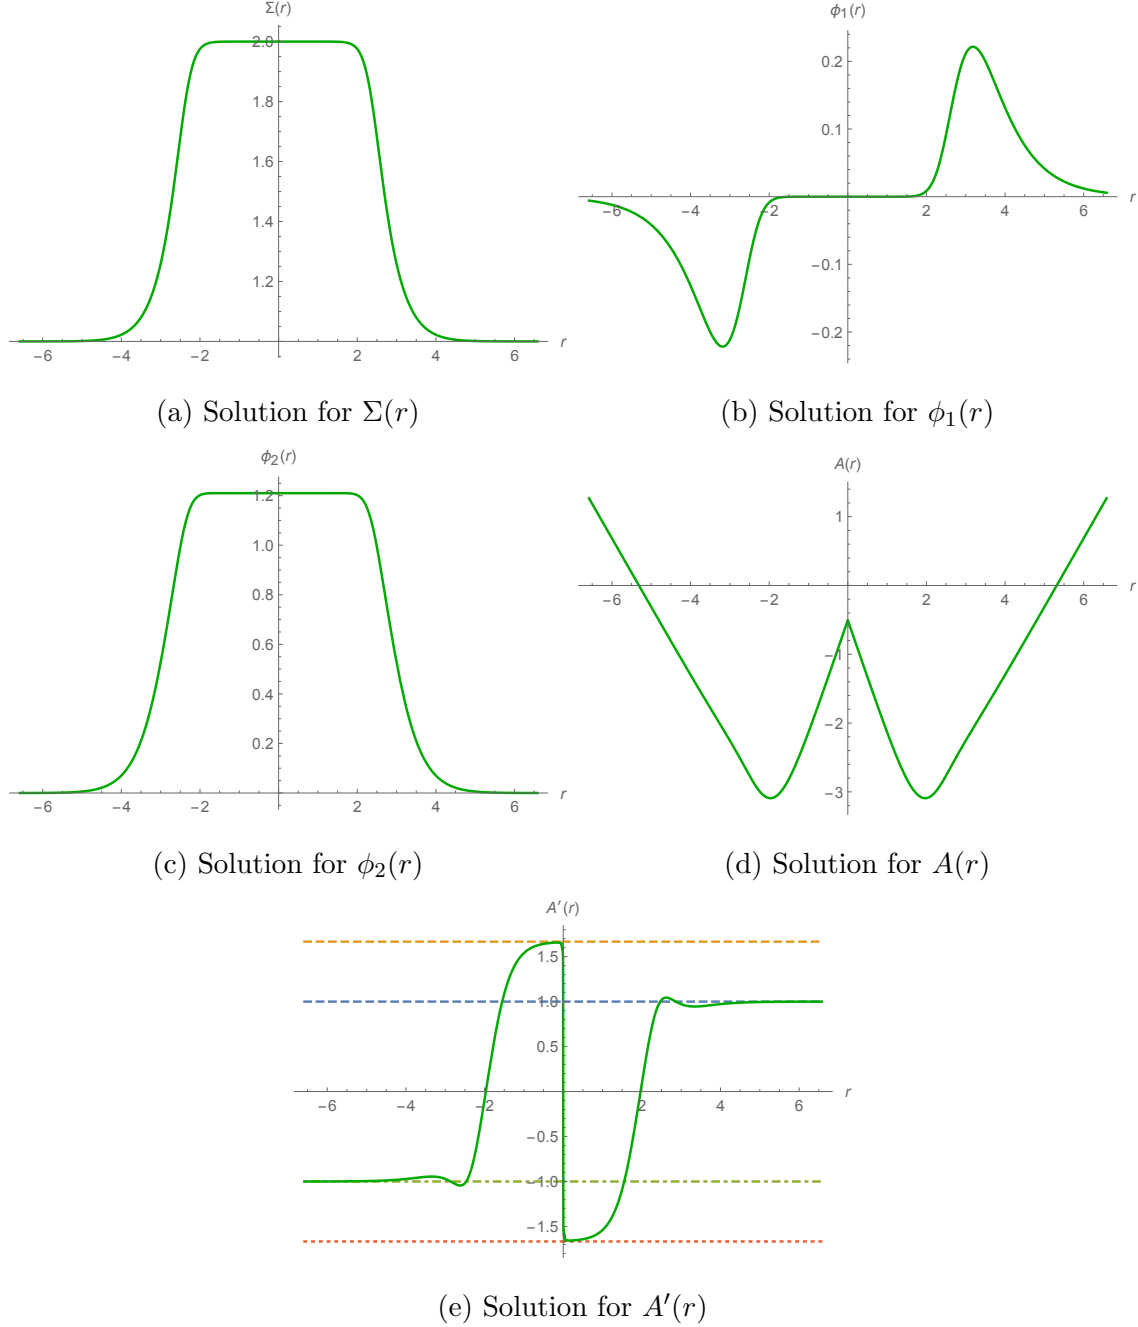 Σ(r)
2.0
1.8
1.6
1.4
1.2
−6 −4 −2 2 4 6 r
(a) Solution for Σ(r)
ϕ₁(r)
0.2
0.1
−6 −4 −2 2 4 6 r
−0.1
−0.2
(b) Solution for ϕ₁(r)
ϕ₂(r)
1.2
1.0
0.8
0.6
0.4
0.2
−6 −4 −2 2 4 6 r
(c) Solution for ϕ₂(r)
A(r)
1
−6 −4 −2 2 4 6 r
−1
−2
−3
(d) Solution for A(r)
A′(r)
1.5
1.0
0.5
−6 −4 −2 2 4 6 r
−0.5
−1.0
−1.5
(e) Solution for A′(r)